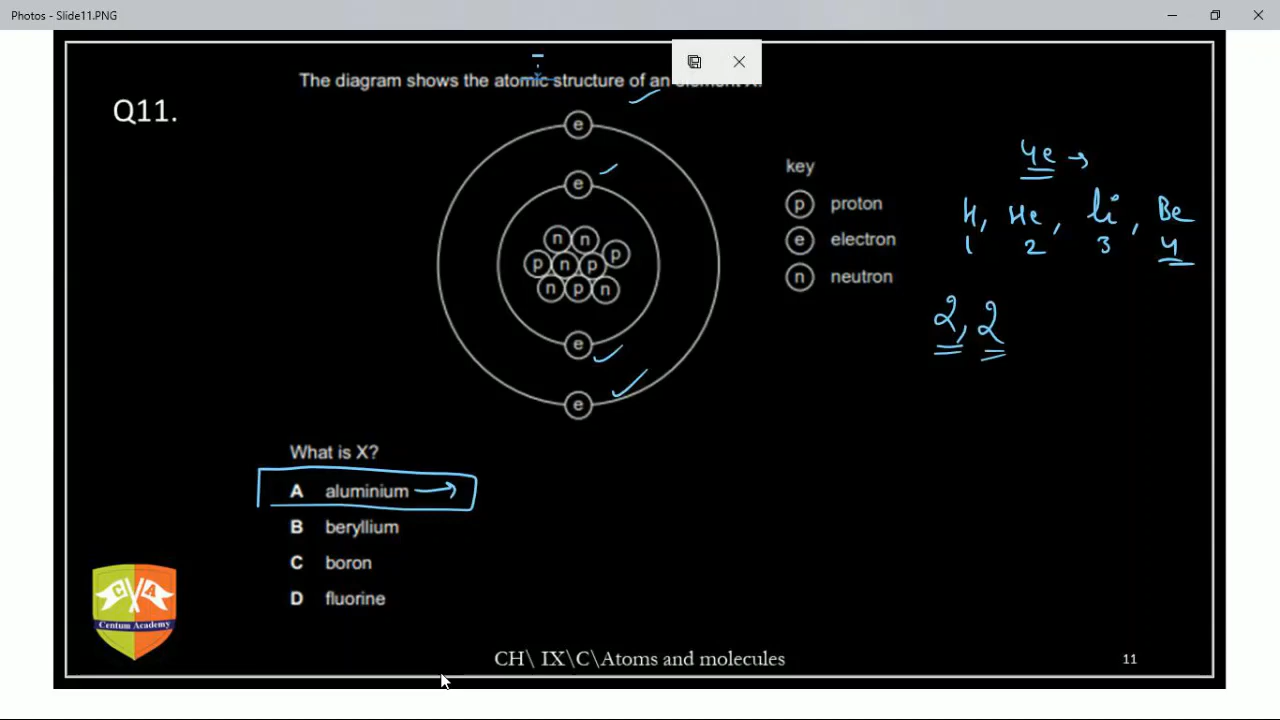 Photos - Slide11.PNG
The diagram shows the atomic structure of an element X.
Q11.
e
e
n n
p n p p
n p n
e
e
key
p proton
e electron
n neutron
4e →
H, He, Li, Be
1 2 3 4
2, 2
What is X?
A aluminium →
B beryllium
C boron
D fluorine
C A
Centum Academy
CH\ IX\C\Atoms and molecules
11